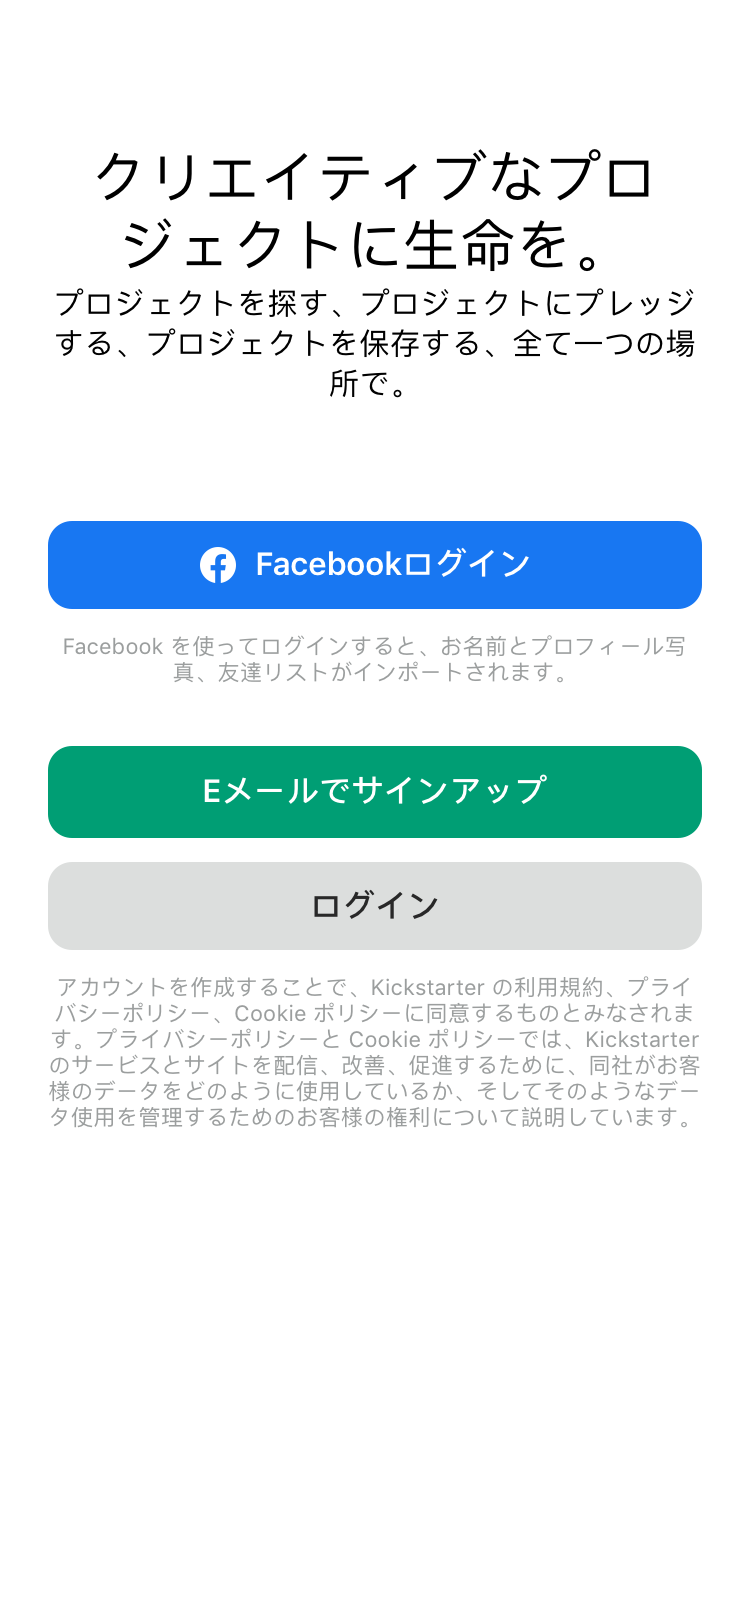 クリエイティブなプロ
ジェクトに生命を。
プロジェクトを探す、プロジェクトにプレッジ
する、プロジェクトを保存する、全て一つの場
所で。
Facebookログイン
Facebook を使ってログインすると、お名前とプロフィール写
真、友達リストがインポートされます。
Eメールでサインアップ
ログイン
アカウントを作成することで、Kickstarter の利用規約、プライ
バシーポリシー、Cookie ポリシーに同意するものとみなされま
す。プライバシーポリシーと Cookie ポリシーでは、Kickstarter
のサービスとサイトを配信、改善、促進するために、同社がお客
様のデータをどのように使用しているか、そしてそのようなデー
タ使用を管理するためのお客様の権利について説明しています。